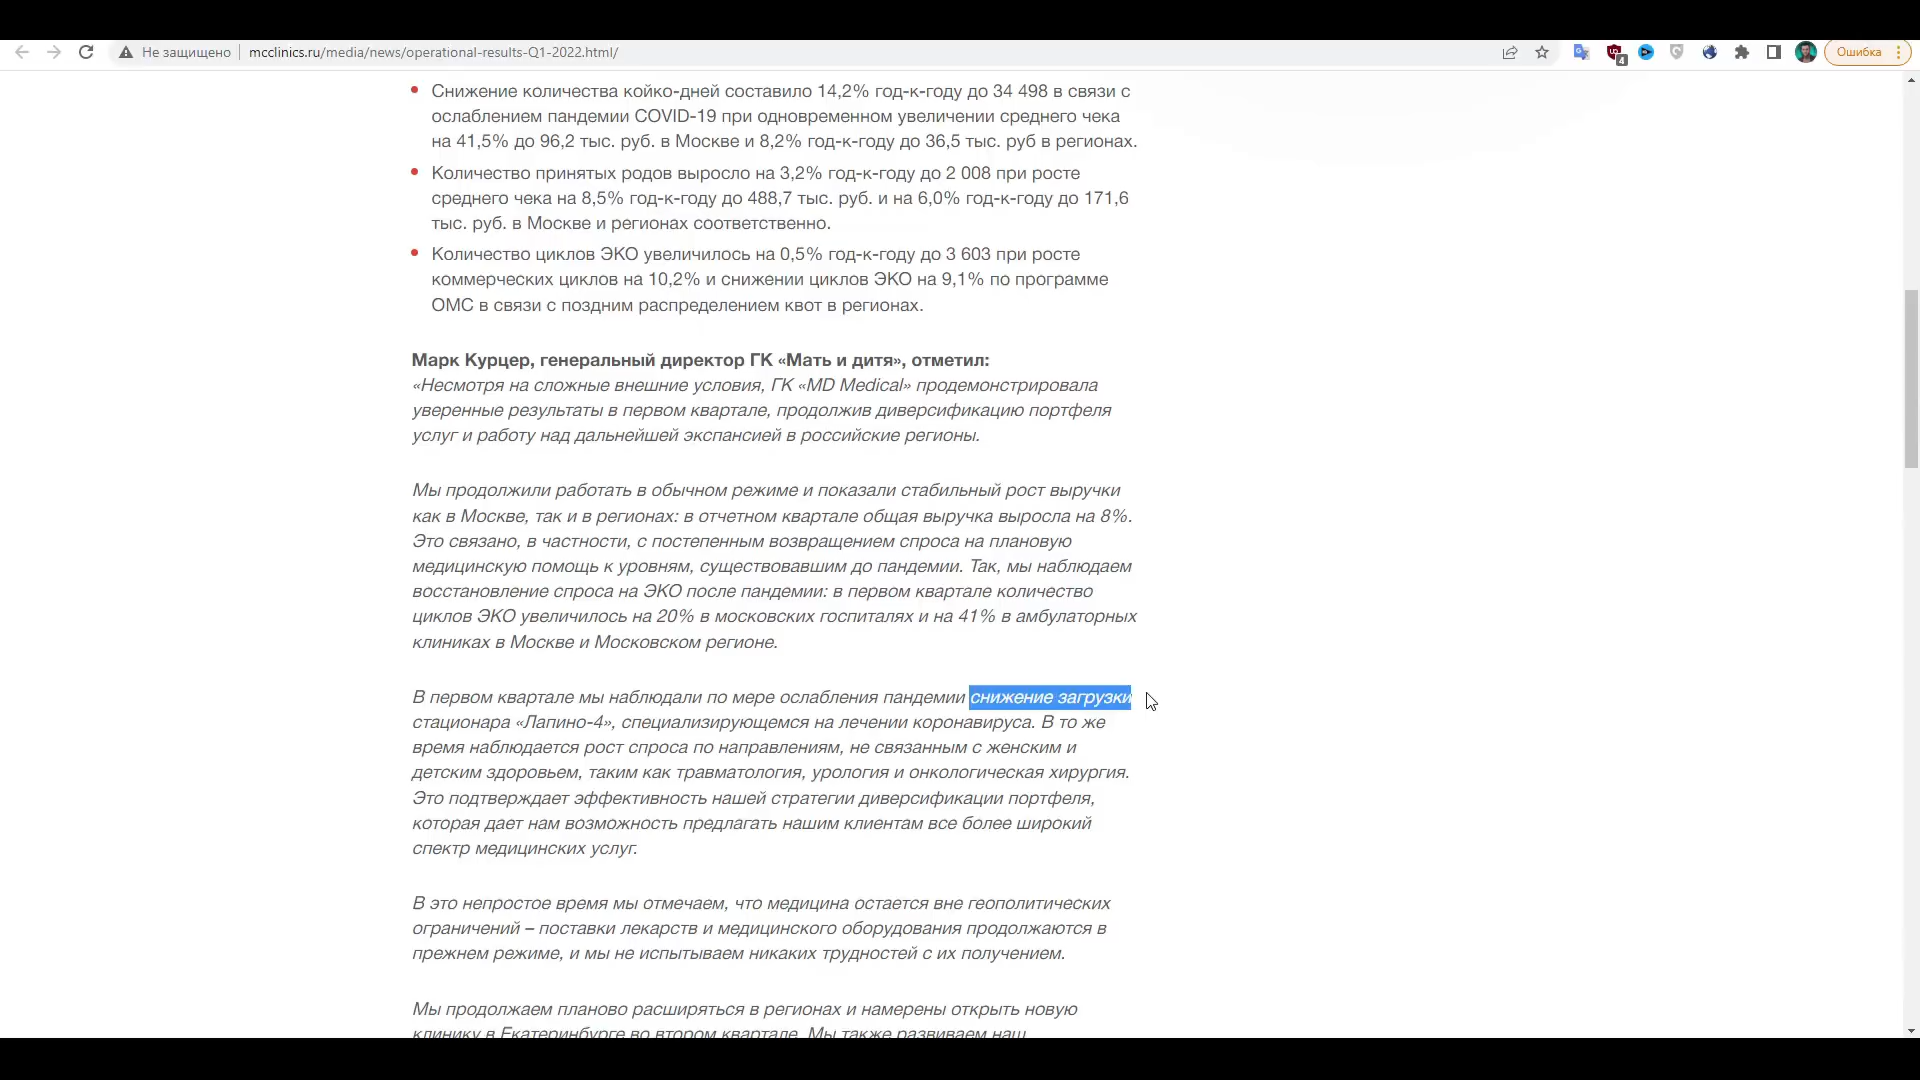 Не защищено
mcclinics.ru/media/news/operational-results-Q1-2022.html/
4
Ошибка
Снижение количества койко-дней составило 14,2% год-к-году до 34 498 в связи с
ослаблением пандемии COVID-19 при одновременном увеличении среднего чека
на 41,5% до 96,2 тыс. руб. в Москве и 8,2% год-к-году до 36,5 тыс. руб в регионах.
Количество принятых родов выросло на 3,2% год-к-году до 2 008 при росте
среднего чека на 8,5% год-к-году до 488,7 тыс. руб. и на 6,0% год-к-году до 171,6
тыс. руб. в Москве и регионах соответственно.
Количество циклов ЭКО увеличилось на 0,5% год-к-году до 3 603 при росте
коммерческих циклов на 10,2% и снижении циклов ЭКО на 9,1% по программе
ОМС в связи с поздним распределением квот в регионах.
Марк Курцер, генеральный директор ГК «Мать и дитя», отметил:
«Несмотря на сложные внешние условия, ГК «MD Medical» продемонстрировала
уверенные результаты в первом квартале, продолжив диверсификацию портфеля
услуг и работу над дальнейшей экспансией в российские регионы.
Мы продолжили работать в обычном режиме и показали стабильный рост выручки
как в Москве, так и в регионах: в отчетном квартале общая выручка выросла на 8%.
Это связано, в частности, с постепенным возвращением спроса на плановую
медицинскую помощь к уровням, существовавшим до пандемии. Так, мы наблюдаем
восстановление спроса на ЭКО после пандемии: в первом квартале количество
циклов ЭКО увеличилось на 20% в московских госпиталях и на 41% в амбулаторных
клиниках в Москве и Московском регионе.
В первом квартале мы наблюдали по мере ослабления пандемии снижение загрузки
стационара «Лапино-4», специализирующемся на лечении коронавируса. В то же
время наблюдается рост спроса по направлениям, не связанным с женским и
детским здоровьем, таким как травматология, урология и онкологическая хирургия.
Это подтверждает эффективность нашей стратегии диверсификации портфеля,
которая дает нам возможность предлагать нашим клиентам все более широкий
спектр медицинских услуг.
В это непростое время мы отмечаем, что медицина остается вне геополитических
ограничений – поставки лекарств и медицинского оборудования продолжаются в
прежнем режиме, и мы не испытываем никаких трудностей с их получением.
Мы продолжаем планово расширяться в регионах и намерены открыть новую
клинику в Екатеринбурге во втором квартале. Мы также развиваем наш